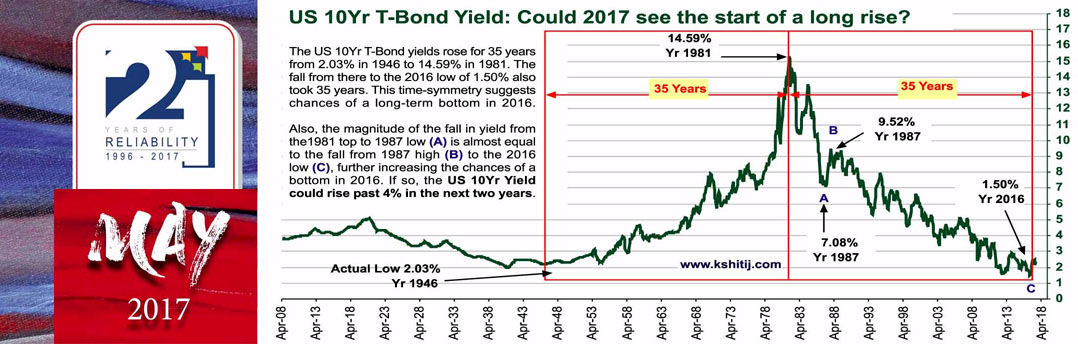 21
YEARS OF
RELIABILITY
1996 - 2017
MAY
2017
US 10Yr T-Bond Yield: Could 2017 see the start of a long rise?
The US 10Yr T-Bond yields rose for 35 years
from 2.03% in 1946 to 14.59% in 1981. The
fall from there to the 2016 low of 1.50% also
took 35 years. This time-symmetry suggests
chances of a long-term bottom in 2016.
Also, the magnitude of the fall in yield from
the1981 top to 1987 low (A) is almost equal
to the fall from 1987 high (B) to the 2016
low (C), further increasing the chances of a
bottom in 2016. If so, the US 10Yr Yield
could rise past 4% in the next two years.
14.59%
Yr 1981
35 Years
35 Years
B
9.52%
Yr 1987
A
7.08%
Yr 1987
1.50%
Yr 2016
C
Actual Low 2.03%
Yr 1946
www.kshitij.com
18
17
16
15
14
13
12
11
10
9
8
7
6
5
4
3
2
1
0
Apr-08
Apr-13
Apr-18
Apr-23
Apr-28
Apr-33
Apr-38
Apr-43
Apr-48
Apr-53
Apr-58
Apr-63
Apr-68
Apr-73
Apr-78
Apr-83
Apr-88
Apr-93
Apr-98
Apr-03
Apr-08
Apr-13
Apr-18